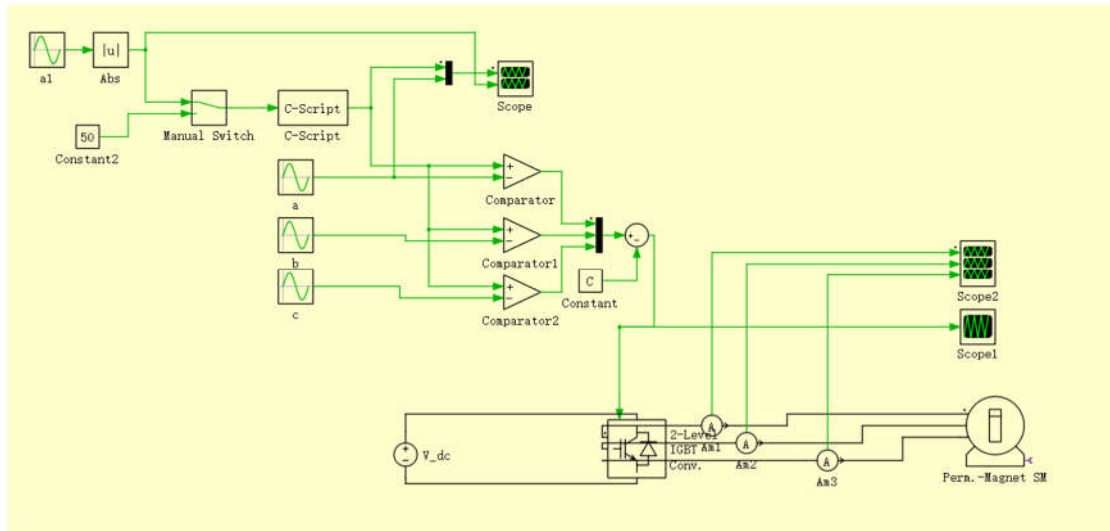 a1
|u|
Abs
Scope
50
Constant2
Manual Switch
C-Script
C-Script
a
+
−
Comparator
b
+
−
Comparator1
+
−
c
+
−
Comparator2
C
Constant
Scope2
Scope1
V_dc
2-Level
IGBT
Conv.
A
Am1
A
Am2
A
Am3
Perm.-Magnet SM